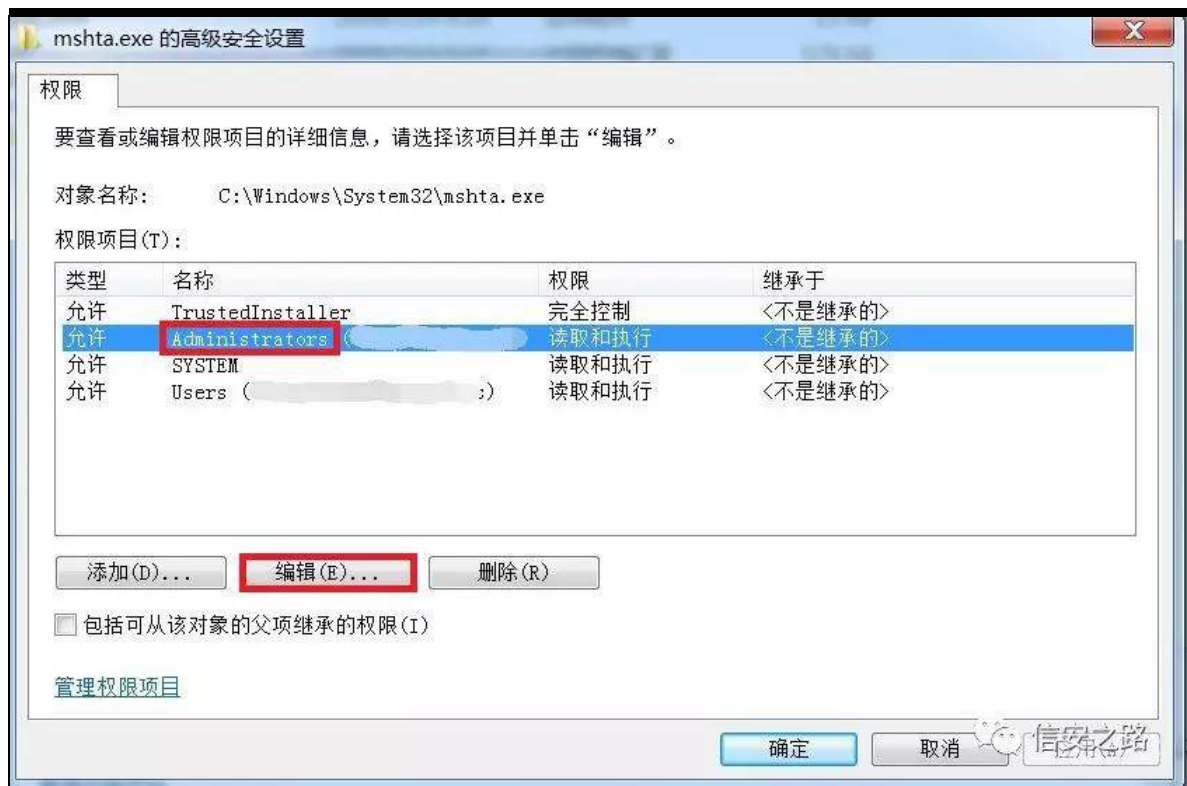 mshta.exe 的高级安全设置
权限
要查看或编辑权限项目的详细信息，请选择该项目并单击“编辑”。
对象名称: C:\Windows\System32\mshta.exe
权限项目(T):
类型 名称 权限 继承于
允许 TrustedInstaller 完全控制 <不是继承的>
允许 Administrators ( 读取和执行 <不是继承的>
允许 SYSTEM 读取和执行 <不是继承的>
允许 Users ( ;) 读取和执行 <不是继承的>
添加(D)... 编辑(E)... 删除(R)
包括可从该对象的父项继承的权限(I)
管理权限项目
确定 取消 信安之路